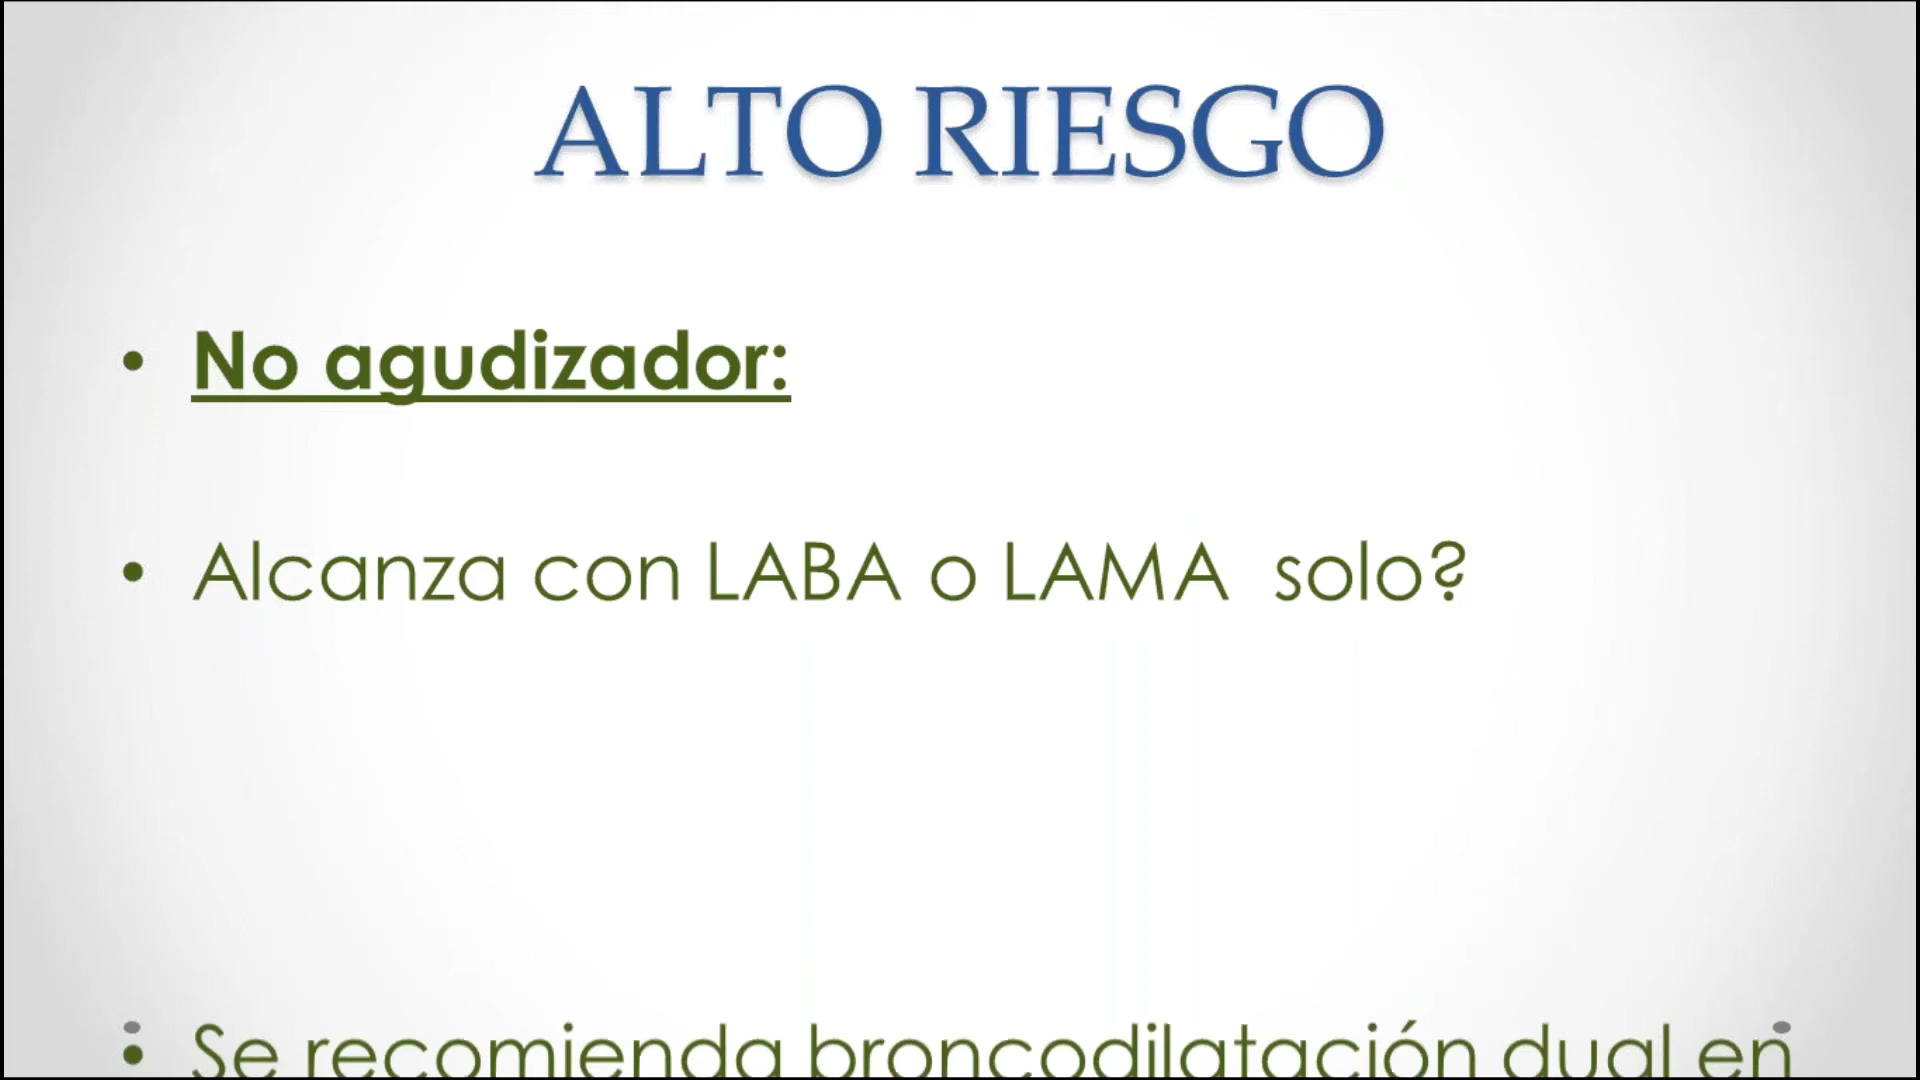 ALTO RIESGO
• No agudizador:
• Alcanza con LABA o LAMA  solo?
• Se recomienda broncodilatación dual en